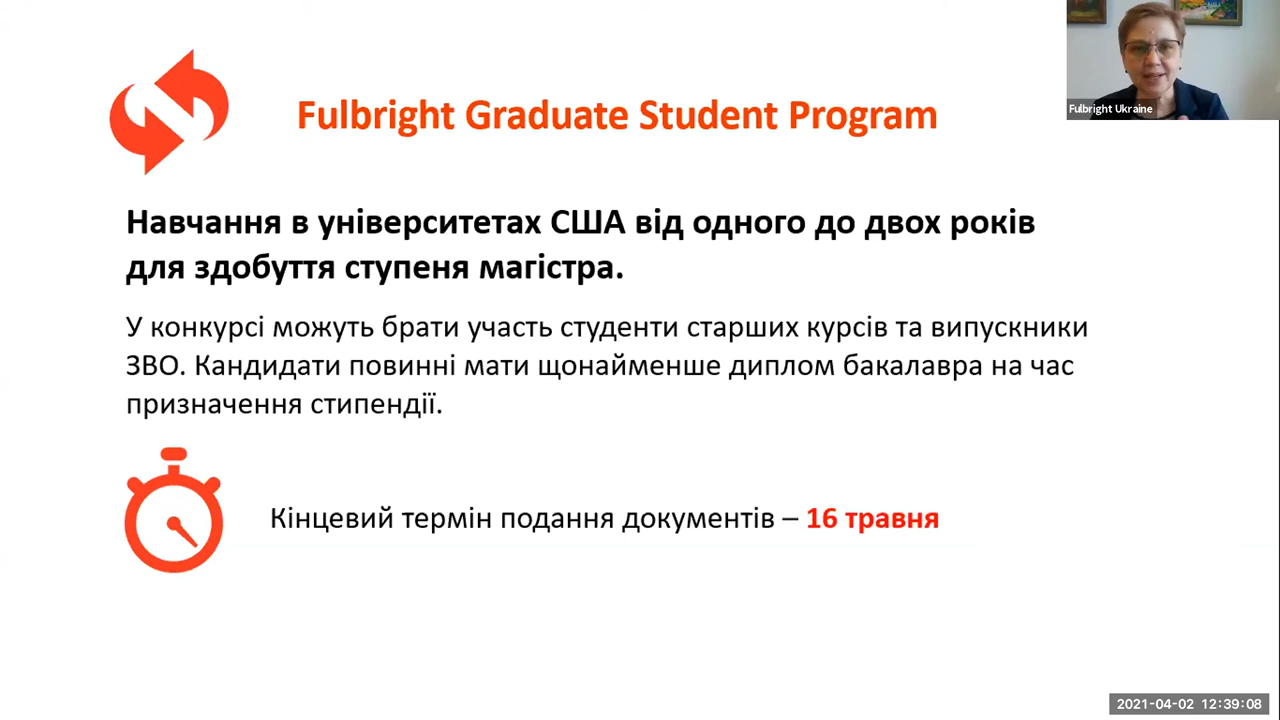 Fulbright Graduate Student Program
Fulbright Ukraine
Навчання в університетах США від одного до двох років
для здобуття ступеня магістра.
У конкурсі можуть брати участь студенти старших курсів та випускники
ЗВО. Кандидати повинні мати щонайменше диплом бакалавра на час
призначення стипендії.
Кінцевий термін подання документів – 16 травня
2021-04-02 12:39:08